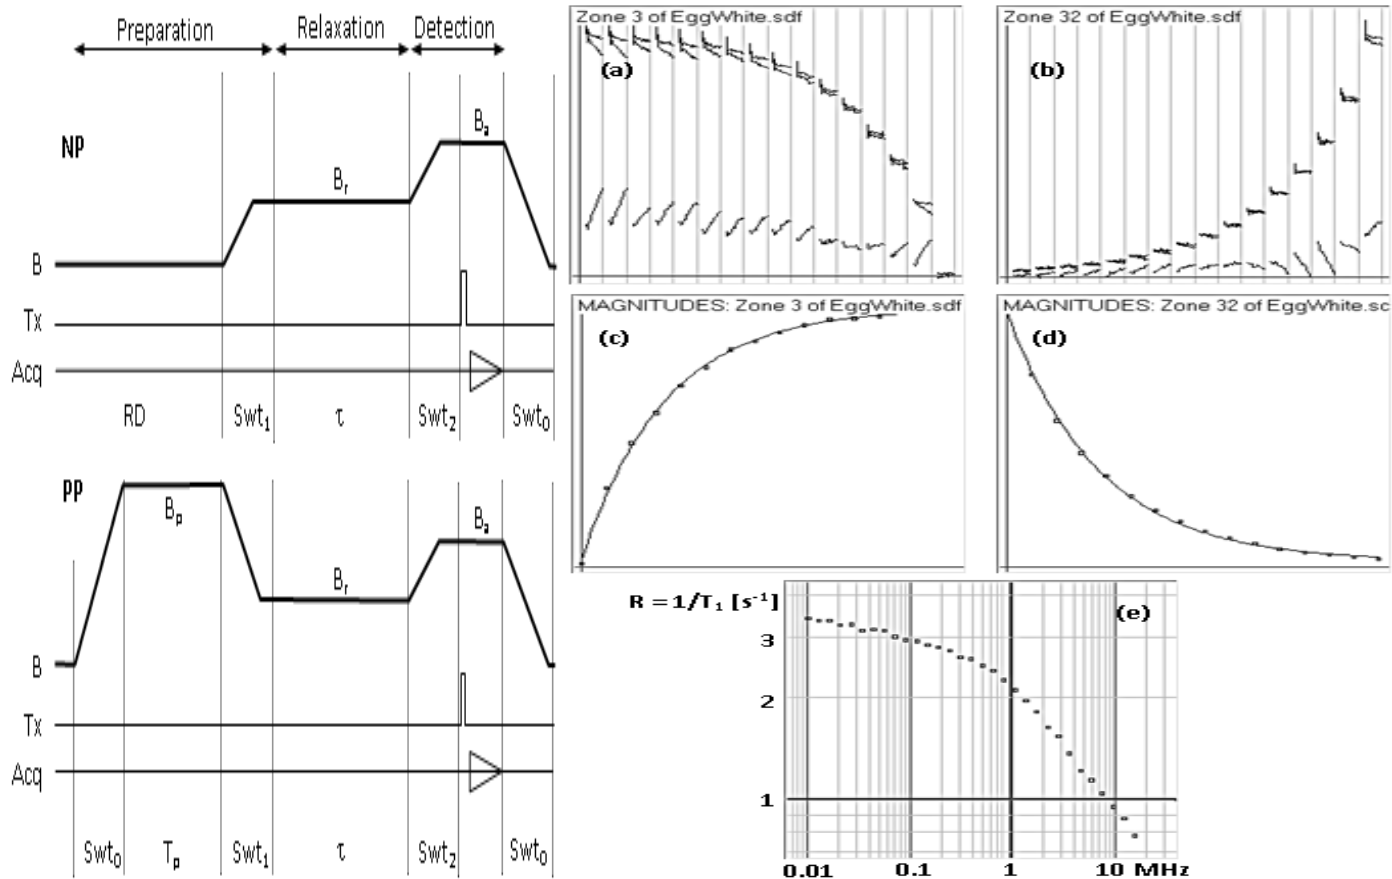 Preparation Relaxation Detection
NP
B
Bᵣ
Bₐ
Tx
Acq
RD Swt₁ τ Swt₂ Swt₀
PP
B
Bₚ
Bᵣ
Bₐ
Tx
Acq
Swt₀ Tₚ Swt₁ τ Swt₂ Swt₀
Zone 3 of EggWhite.sdf
(a)
Zone 32 of EggWhite.sdf
(b)
MAGNITUDES: Zone 3 of EggWhite.sdf
(c)
MAGNITUDES: Zone 32 of EggWhite.sc
(d)
R = 1/T₁ [s⁻¹]
(e)
3
2
1
0.01 0.1 1 10 MHz